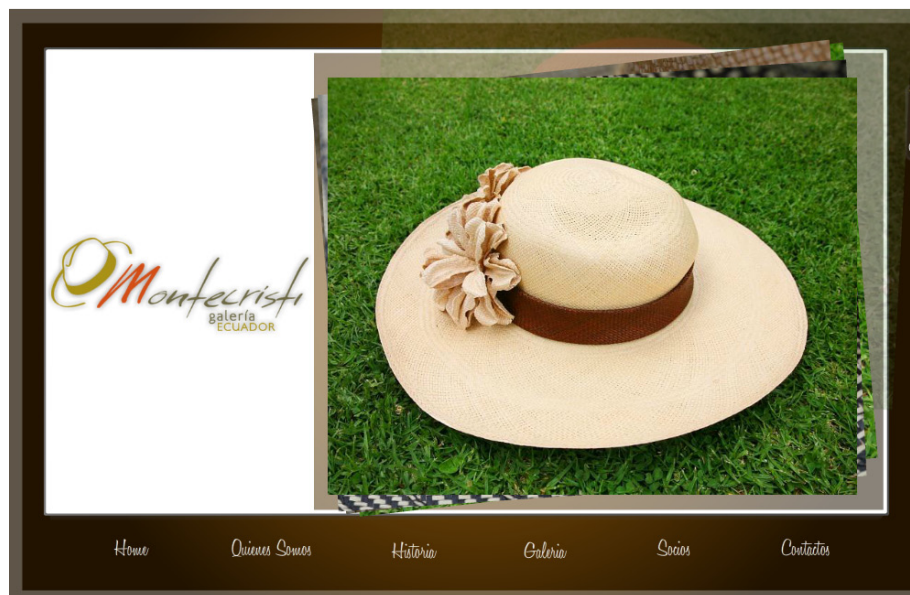 Montecristi
galería
ECUADOR
Home
Quienes Somos
Historia
Galeria
Socios
Contactos